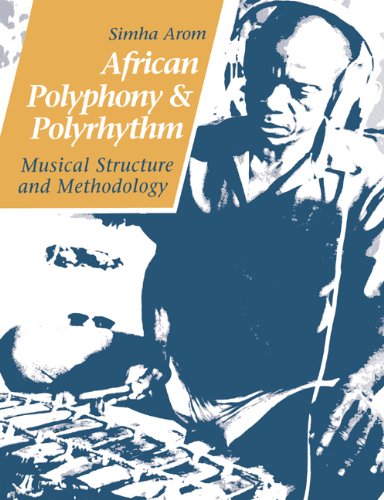 Simha Arom
African
Polyphony &
Polyrhythm
Musical Structure
and Methodology